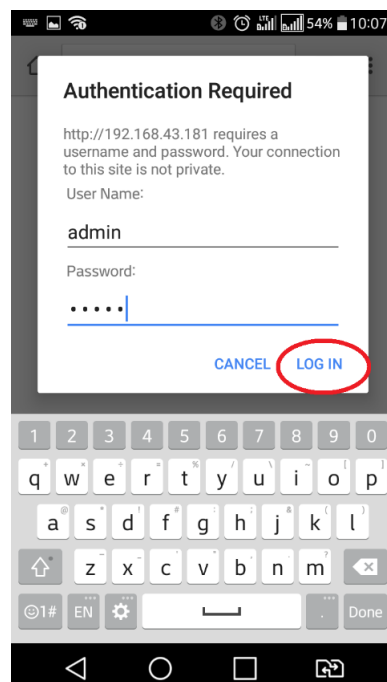 LTE 54% 10:07
Authentication Required
http://192.168.43.181 requires a
username and password. Your connection
to this site is not private.
User Name:
admin
Password:
•••••
CANCEL LOG IN
1 2 3 4 5 6 7 8 9 0
q w e r t y u i o p
a s d f g h j k l
z x c v b n m
☺1# EN . Done